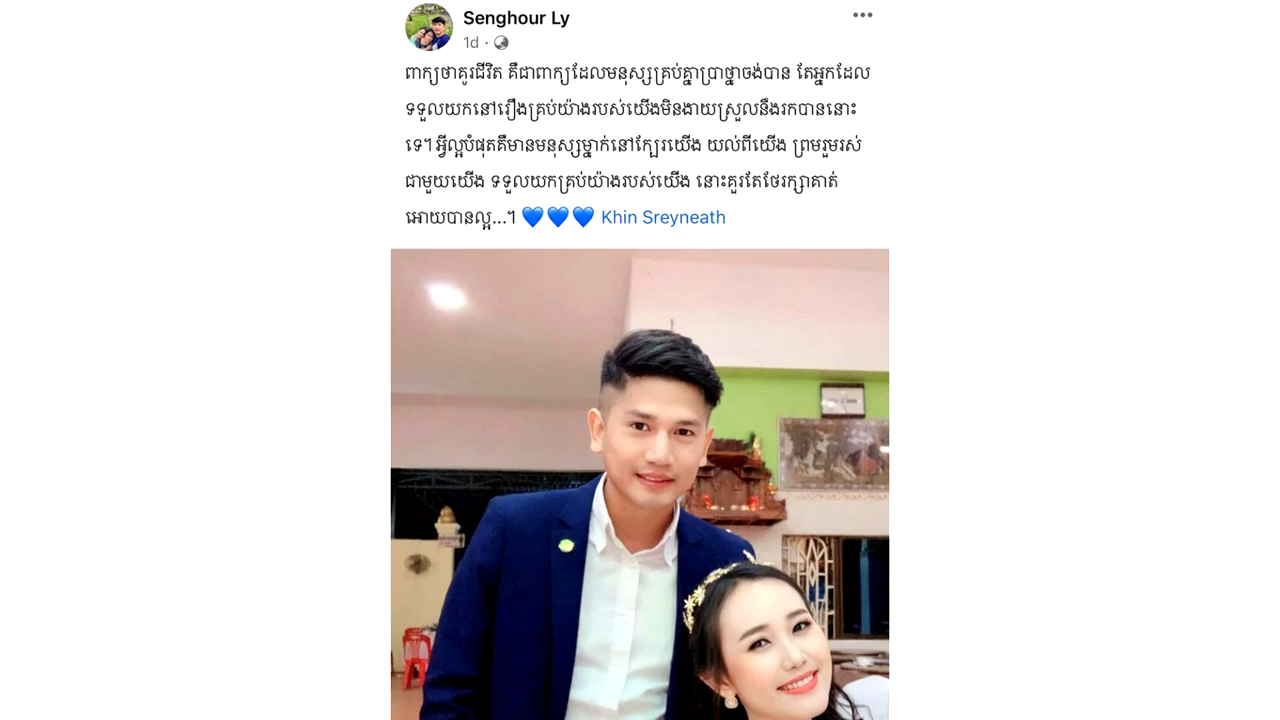 Senghour Ly
1d ·
ពាក្យថាគូរជីវិត គឺជាពាក្យដែលមនុស្សគ្រប់គ្នាប្រាថ្នាចង់បាន តែអ្នកដែល
ទទួលយកនៅរឿងគ្រប់យ៉ាងរបស់យើងមិនងាយស្រួលនឹងរកបាននោះ
ទេ។ អ្វីល្អបំផុតគឺមានមនុស្សម្នាក់នៅក្បែរយើង យល់ពីយើង ព្រមរួមរស់
ជាមួយយើង ទទួលយកគ្រប់យ៉ាងរបស់យើង នោះគួរតែថែរក្សាគាត់
អោយបានល្អ...។ 💙💙💙 Khin Sreyneath